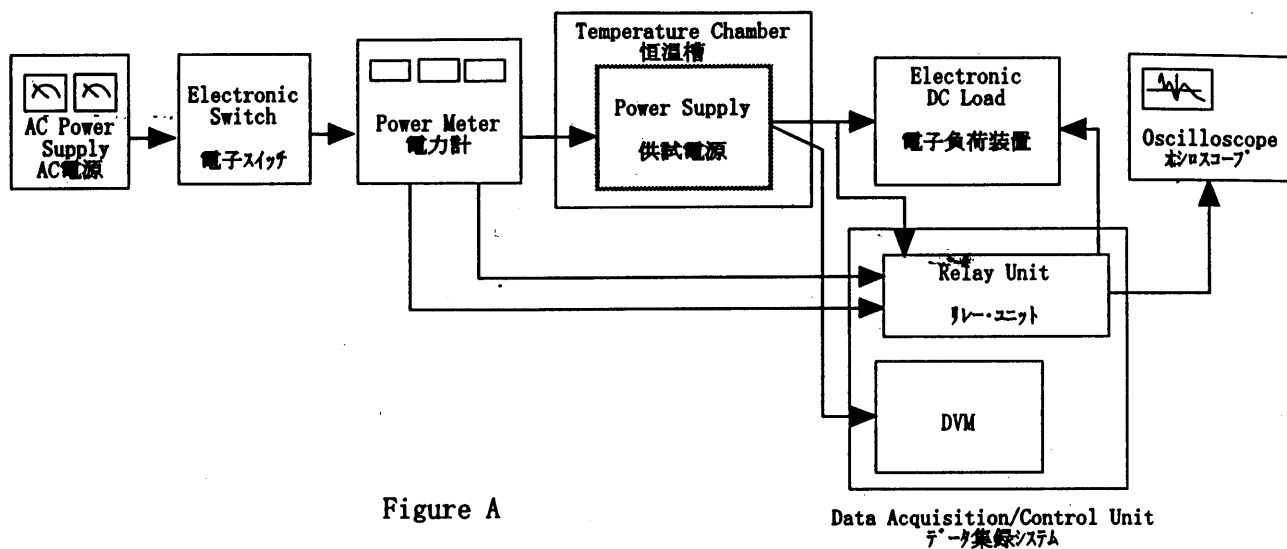 AC Power
Supply
AC電源
Electronic
Switch
電子スイッチ
Power Meter
電力計
Temperature Chamber
恒温槽
Power Supply
供試電源
Electronic
DC Load
電子負荷装置
Oscilloscope
オシロスコープ
Relay Unit
リレー・ユニット
DVM
Data Acquisition/Control Unit
データ集録システム
Figure A